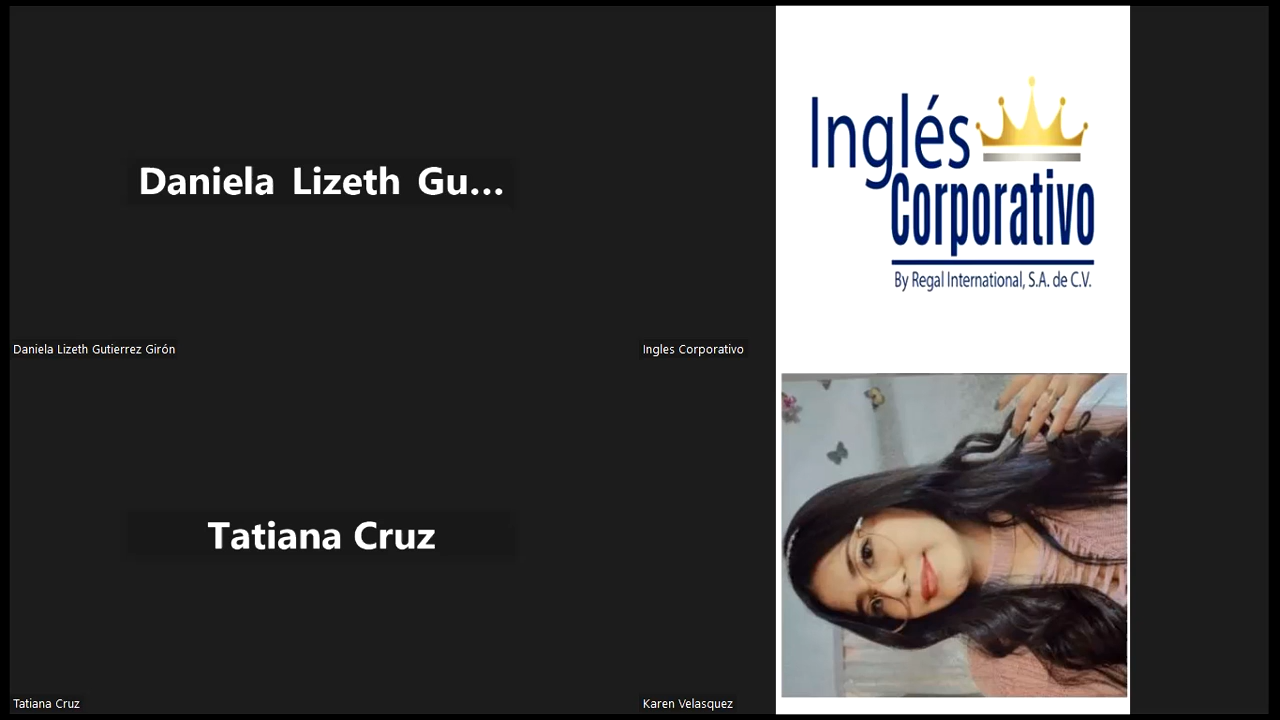 Daniela Lizeth Gu...
Daniela Lizeth Gutierrez Girón
Inglés
Corporativo
By Regal International, S.A. de C.V.
Ingles Corporativo
Tatiana Cruz
Tatiana Cruz
Karen Velasquez